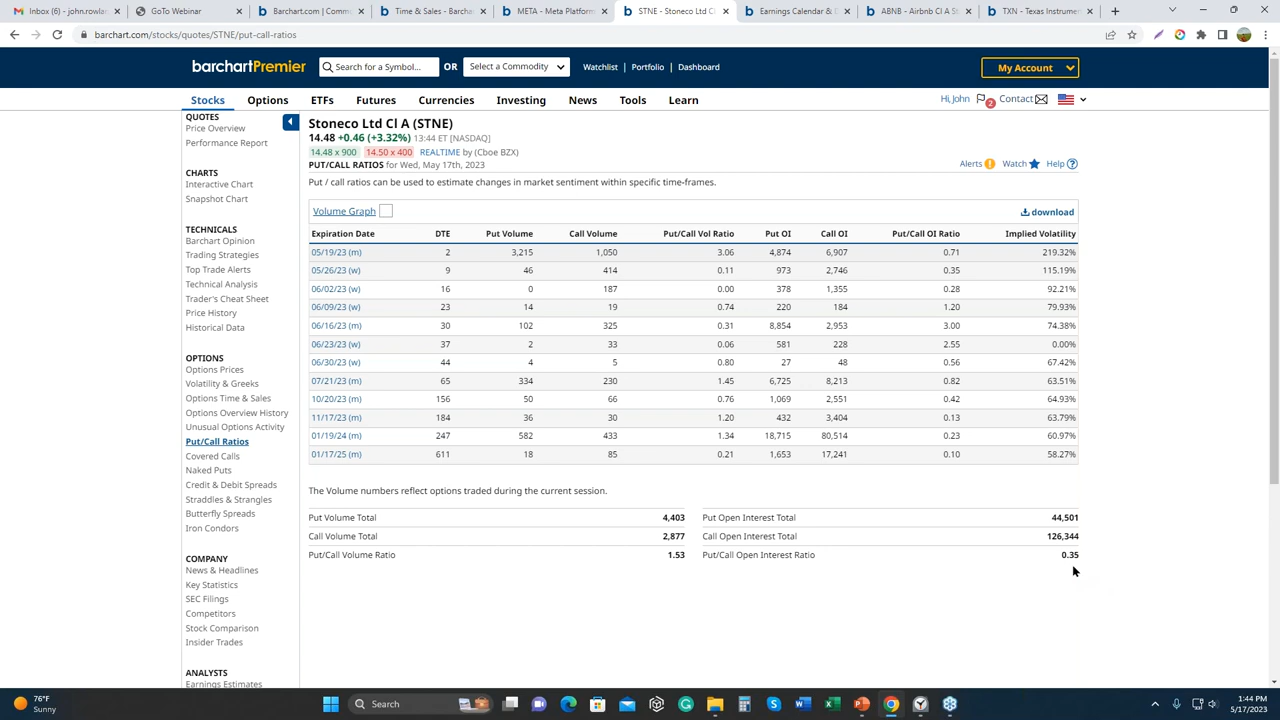 Inbox (6) - john.rowlan
GoTo Webinar
Barchart.com | Comm
Time & Sales - Barcha
META - Meta Platform
STNE - Stoneco Ltd Cl
Earnings Calendar & D
ABNB - Airbnb Cl A St
TXN - Texas Instrumen
barchart.com/stocks/quotes/STNE/put-call-ratios
barchartPremier
Search for a Symbol...
OR
Select a Commodity
Watchlist | Portfolio | Dashboard
My Account
Stocks Options ETFs Futures Currencies Investing News Tools Learn
Hi, John 2 Contact
QUOTES
Price Overview
Performance Report
CHARTS
Interactive Chart
Snapshot Chart
TECHNICALS
Barchart Opinion
Trading Strategies
Top Trade Alerts
Technical Analysis
Trader's Cheat Sheet
Price History
Historical Data
OPTIONS
Options Prices
Volatility & Greeks
Options Time & Sales
Options Overview History
Unusual Options Activity
Put/Call Ratios
Covered Calls
Naked Puts
Credit & Debit Spreads
Straddles & Strangles
Butterfly Spreads
Iron Condors
COMPANY
News & Headlines
Key Statistics
SEC Filings
Competitors
Stock Comparison
Insider Trades
ANALYSTS
Earnings Estimates
Stoneco Ltd Cl A (STNE)
14.48 +0.46 (+3.32%) 13:44 ET [NASDAQ]
14.48 x 900 14.50 x 400 REALTIME by (Cboe BZX)
PUT/CALL RATIOS for Wed, May 17th, 2023
Alerts Watch Help
Put / call ratios can be used to estimate changes in market sentiment within specific time-frames.
Volume Graph
download
Expiration Date DTE Put Volume Call Volume Put/Call Vol Ratio Put OI Call OI Put/Call OI Ratio Implied Volatility
05/19/23 (m) 2 3,215 1,050 3.06 4,874 6,907 0.71 219.32%
05/26/23 (w) 9 46 414 0.11 973 2,746 0.35 115.19%
06/02/23 (w) 16 0 187 0.00 378 1,355 0.28 92.21%
06/09/23 (w) 23 14 19 0.74 220 184 1.20 79.93%
06/16/23 (m) 30 102 325 0.31 8,854 2,953 3.00 74.38%
06/23/23 (w) 37 2 33 0.06 581 228 2.55 0.00%
06/30/23 (w) 44 4 5 0.80 27 48 0.56 67.42%
07/21/23 (m) 65 334 230 1.45 6,725 8,213 0.82 63.51%
10/20/23 (m) 156 50 66 0.76 1,069 2,551 0.42 64.93%
11/17/23 (m) 184 36 30 1.20 432 3,404 0.13 63.79%
01/19/24 (m) 247 582 433 1.34 18,715 80,514 0.23 60.97%
01/17/25 (m) 611 18 85 0.21 1,653 17,241 0.10 58.27%
The Volume numbers reflect options traded during the current session.
Put Volume Total 4,403 Put Open Interest Total 44,501
Call Volume Total 2,877 Call Open Interest Total 126,344
Put/Call Volume Ratio 1.53 Put/Call Open Interest Ratio 0.35
76°F
Sunny
Search
1:44 PM
5/17/2023